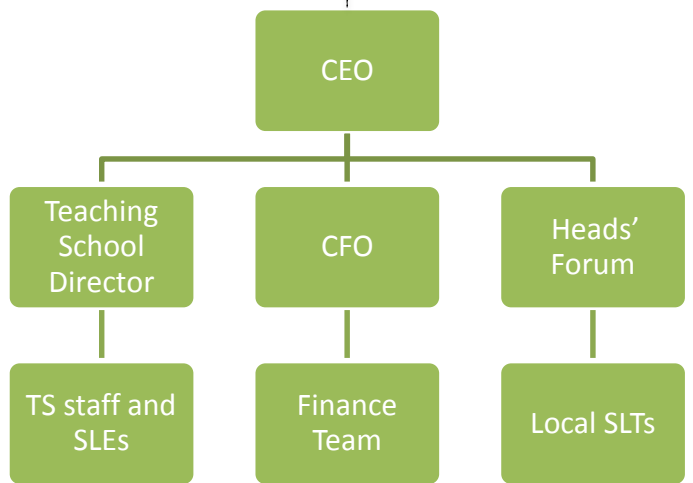 CEO
Teaching
School
Director
CFO
Heads’
Forum
TS staff and
SLEs
Finance
Team
Local SLTs